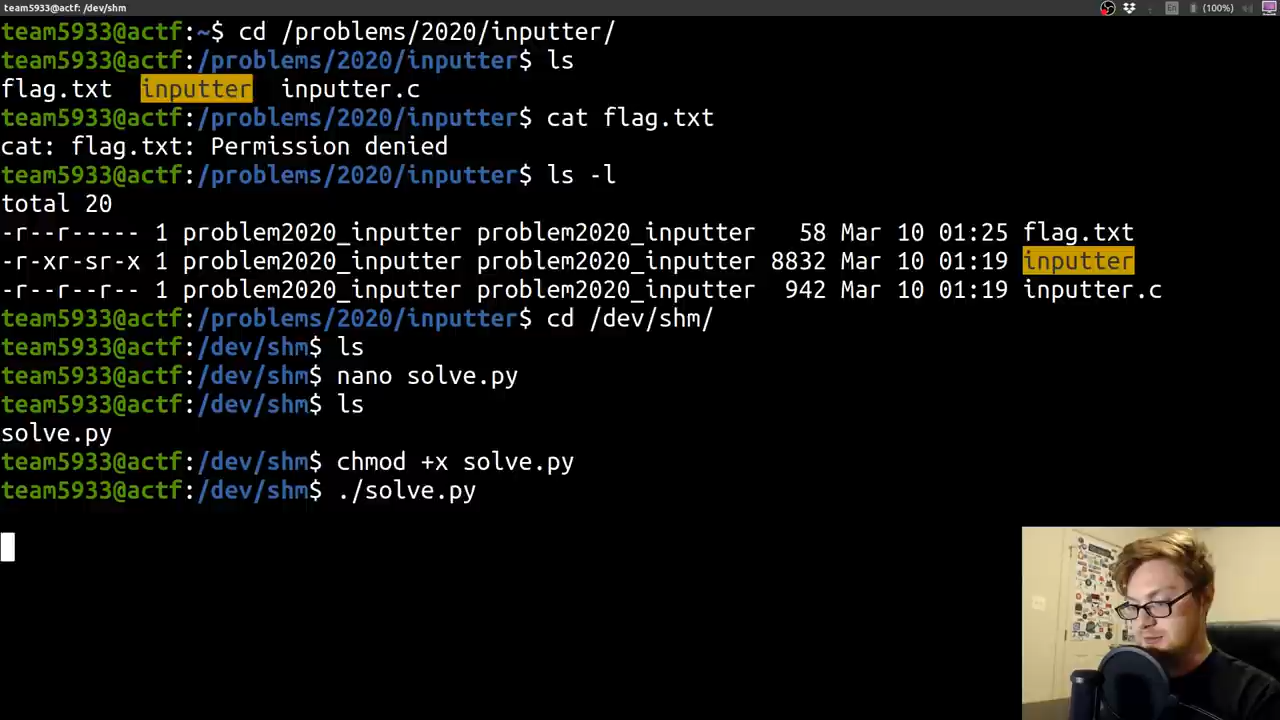 team5933@actf: /dev/shm
En
(100%)
team5933@actf:~$ cd /problems/2020/inputter/
team5933@actf:/problems/2020/inputter$ ls
flag.txt  inputter  inputter.c
team5933@actf:/problems/2020/inputter$ cat flag.txt
cat: flag.txt: Permission denied
team5933@actf:/problems/2020/inputter$ ls -l
total 20
-r--r----- 1 problem2020_inputter problem2020_inputter   58 Mar 10 01:25 flag.txt
-r-xr-sr-x 1 problem2020_inputter problem2020_inputter 8832 Mar 10 01:19 inputter
-r--r--r-- 1 problem2020_inputter problem2020_inputter  942 Mar 10 01:19 inputter.c
team5933@actf:/problems/2020/inputter$ cd /dev/shm/
team5933@actf:/dev/shm$ ls
team5933@actf:/dev/shm$ nano solve.py
team5933@actf:/dev/shm$ ls
solve.py
team5933@actf:/dev/shm$ chmod +x solve.py
team5933@actf:/dev/shm$ ./solve.py